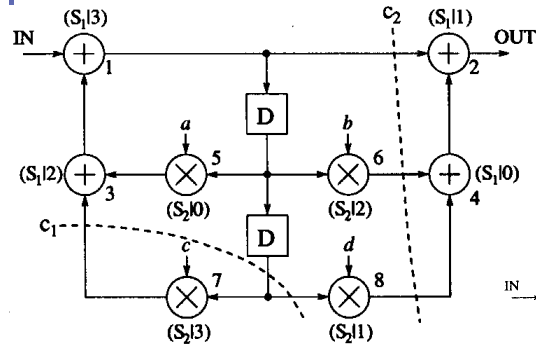 (S₁|3) c₂ (S₁|1)
IN + + OUT
1 2
D
a b
(S₁|2) + × 5 × 6 + (S₁|0)
3 (S₂|0) (S₂|2) 4
c₁ D
c d
× 7 × 8 IN
(S₂|3) (S₂|1)